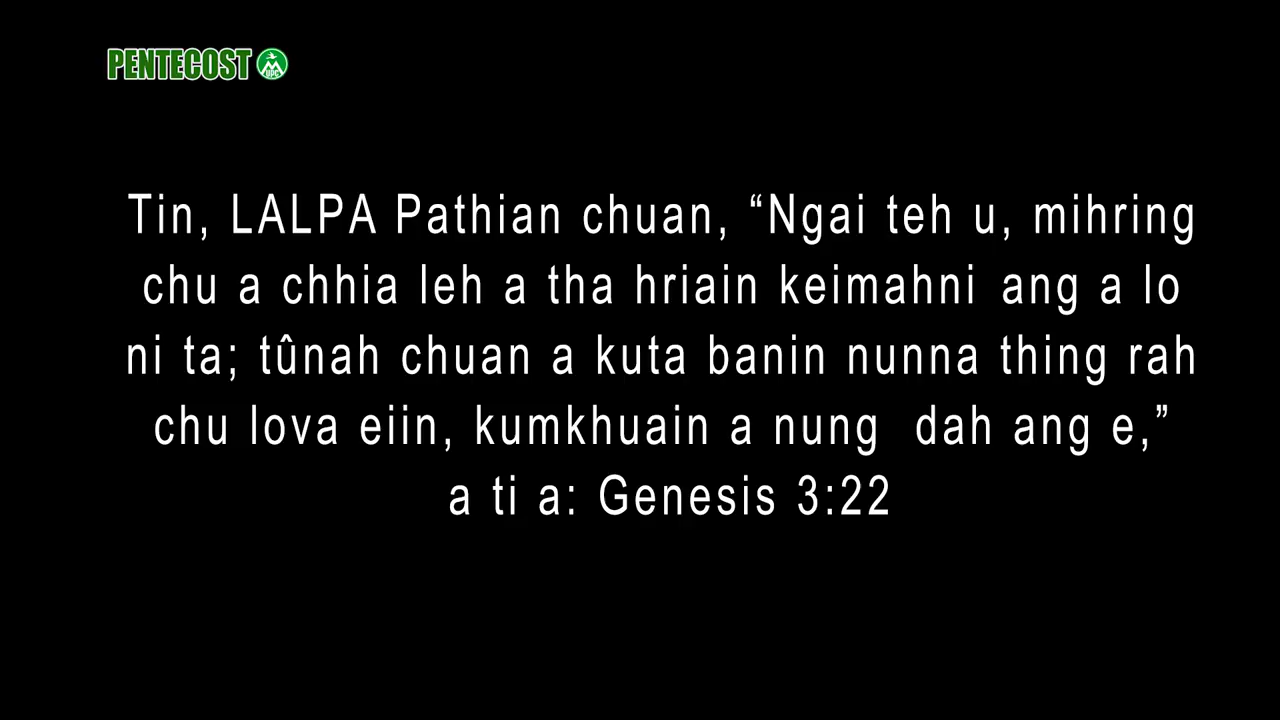 PENTECOST UPC
Tin, LALPA Pathian chuan, “Ngai teh u, mihring
chu a chhia leh a tha hriain keimahni ang a lo
ni ta; tûnah chuan a kuta banin nunna thing rah
chu lova eiin, kumkhuain a nung dah ang e,”
a ti a: Genesis 3:22